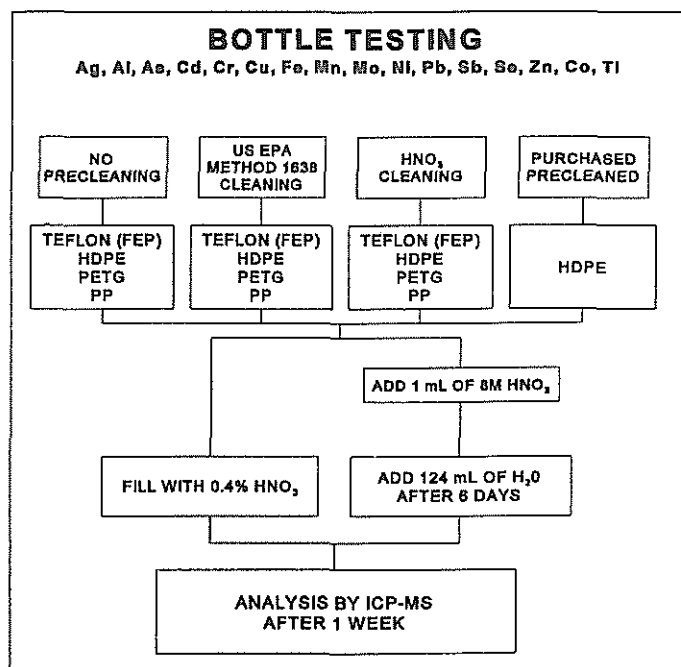 BOTTLE TESTING
Ag, Al, As, Cd, Cr, Cu, Fe, Mn, Mo, Ni, Pb, Sb, Se, Zn, Co, Tl
NO
PRECLEANING
US EPA
METHOD 1638
CLEANING
HNO₃
CLEANING
PURCHASED
PRECLEANED
TEFLON (FEP)
HDPE
PETG
PP
TEFLON (FEP)
HDPE
PETG
PP
TEFLON (FEP)
HDPE
PETG
PP
HDPE
ADD 1 mL OF 8M HNO₃
FILL WITH 0.4% HNO₃
ADD 124 mL OF H₂0
AFTER 6 DAYS
ANALYSIS BY ICP-MS
AFTER 1 WEEK